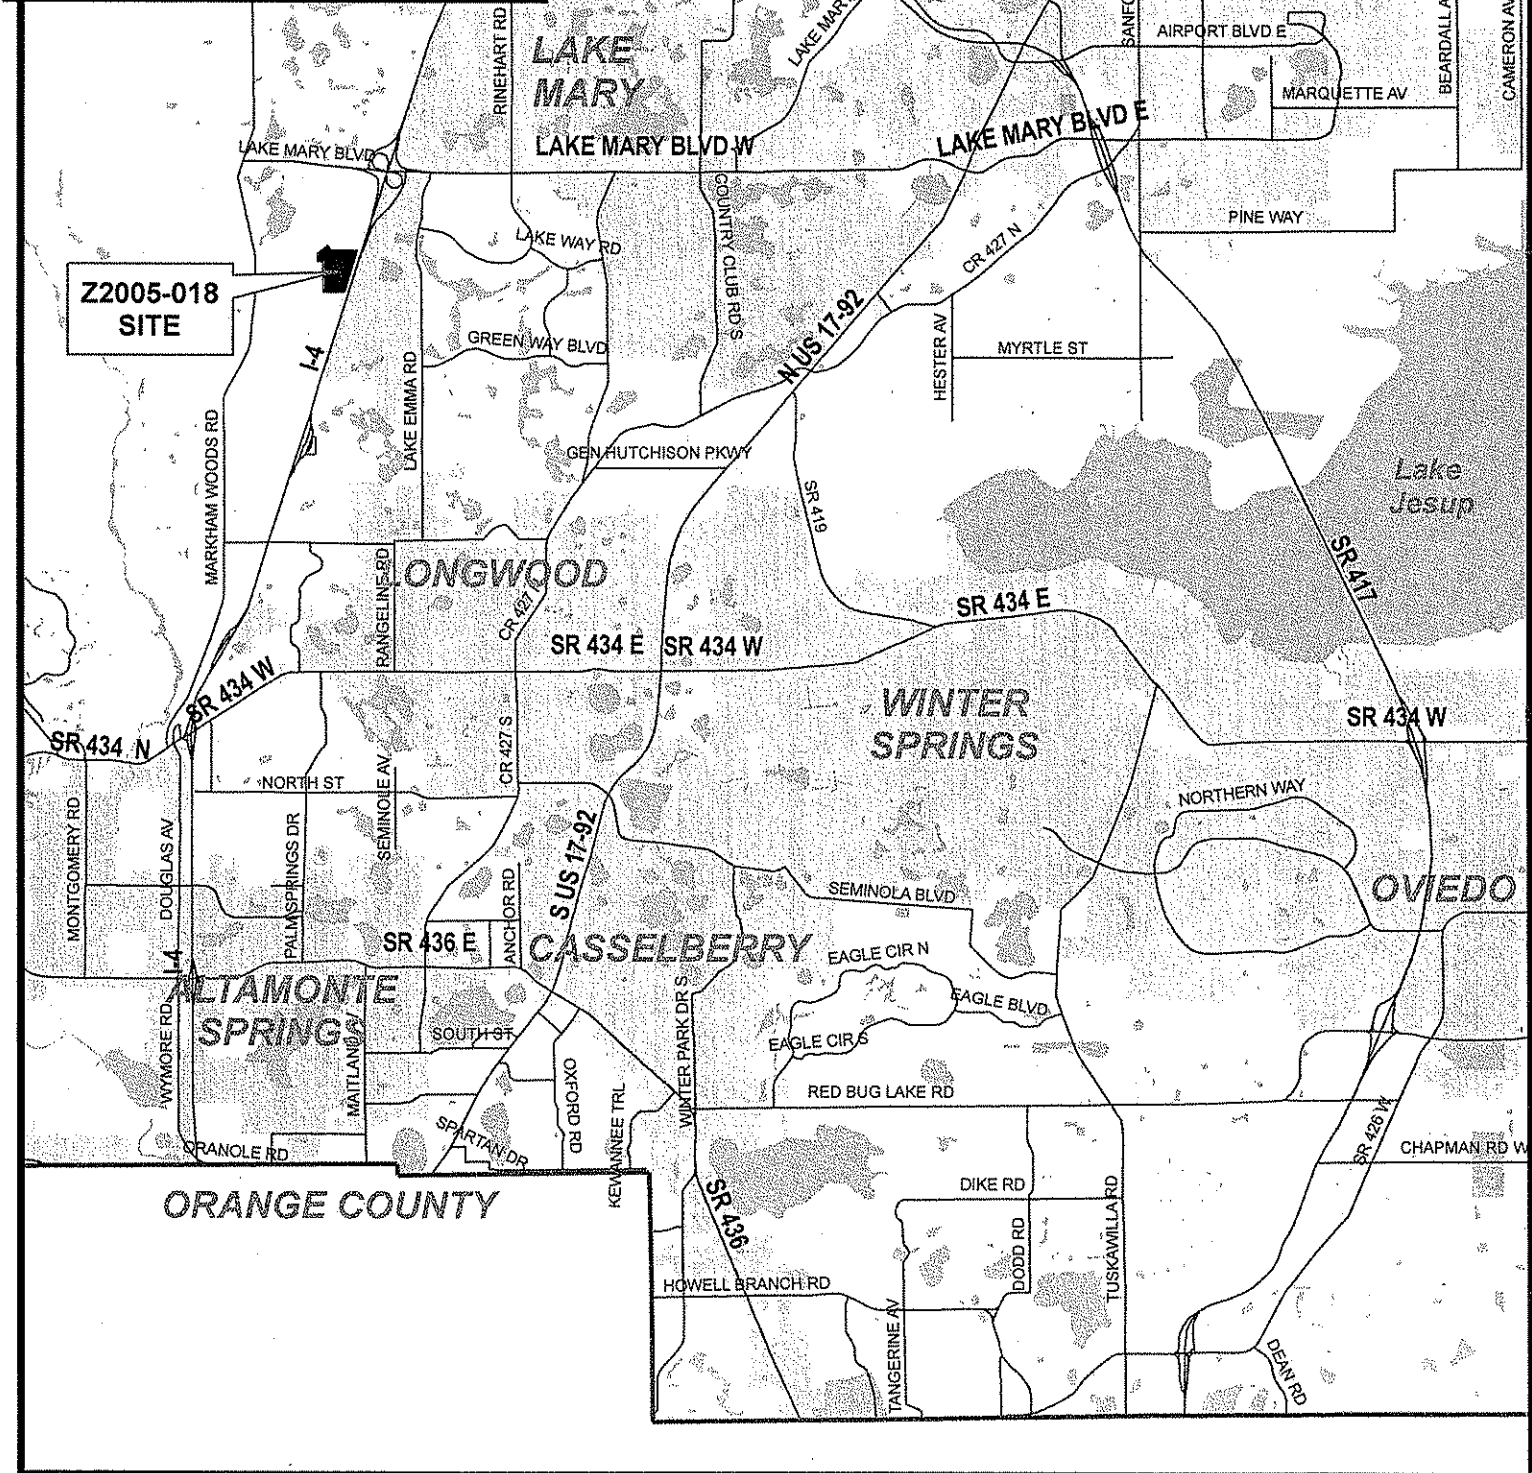 RINEHART RD
LAKE
MARY
SANFO
AIRPORT BLVD E
BEARDALL A
CAMERON AV
MARQUETTE AV
LAKE MARY BLVD
LAKE MARY BLVD W
LAKE MARY BLVD E
LAKE MARY
COUNTRY CLUB RD S
PINE WAY
LAKE WAY RD
CR 427 N
Z2005-018
SITE
I-4
GREEN WAY BLVD
N US 17-92
HESTER AV
MYRTLE ST
LAKE EMMA RD
MARKHAM WOODS RD
GEN HUTCHISON PKWY
SR 419
Lake
Jesup
SR 417
RANGELINE RD
LONGWOOD
CR 427 N
SR 434 E
SR 434 E
SR 434 W
SR 434 W
SR 434 N
WINTER
SPRINGS
SR 434 W
CR 427 S
NORTH ST
SEMINOLE AV
NORTHERN WAY
MONTGOMERY RD
DOUGLAS AV
PALM SPRINGS DR
S US 17-92
ANCHOR RD
SEMINOLA BLVD
OVIEDO
SR 436 E
CASSELBERRY
I-4
EAGLE CIR N
ALTAMONTE
SPRINGS
EAGLE BLVD
WYMORE RD
MAITLAND AV
SOUTH ST
WINTER PARK DR S
EAGLE CIR S
OXFORD RD
KEWANNEE TRL
RED BUG LAKE RD
ORANOLE RD
SPARTAN DR
SR 426 W
CHAPMAN RD W
ORANGE COUNTY
SR 436
DIKE RD
DODD RD
TUSKAWILLA RD
HOWELL BRANCH RD
TANGERINE AV
DEAN RD